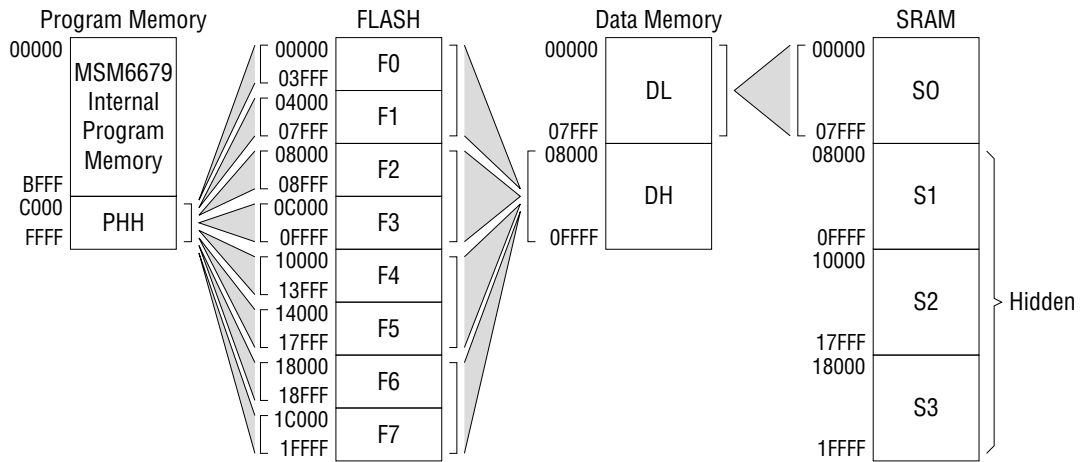 Program Memory
00000
MSM6679
Internal
Program
Memory
BFFF
C000
PHH
FFFF
FLASH
00000
F0
03FFF
04000
F1
07FFF
08000
F2
08FFF
0C000
F3
0FFFF
10000
F4
13FFF
14000
F5
17FFF
18000
F6
18FFF
1C000
F7
1FFFF
Data Memory
00000
DL
07FFF
08000
DH
0FFFF
SRAM
00000
S0
07FFF
08000
S1
0FFFF
10000
S2
17FFF
18000
S3
1FFFF
Hidden